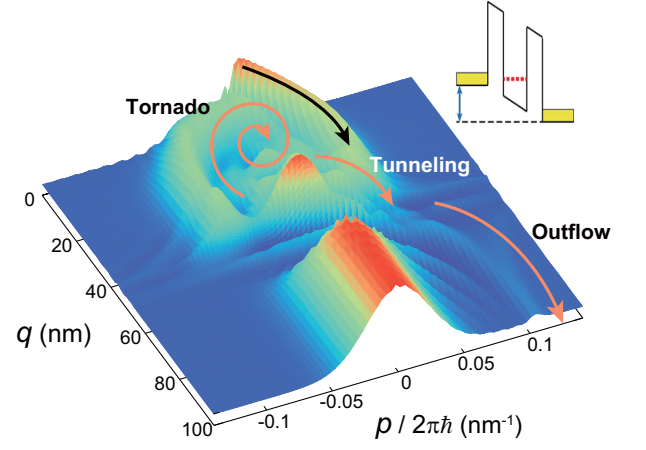 Tornado
Tunneling
Outflow
0
20
40
60
80
100
q (nm)
-0.1
-0.05
0
0.05
0.1
p / 2πħ (nm⁻¹)